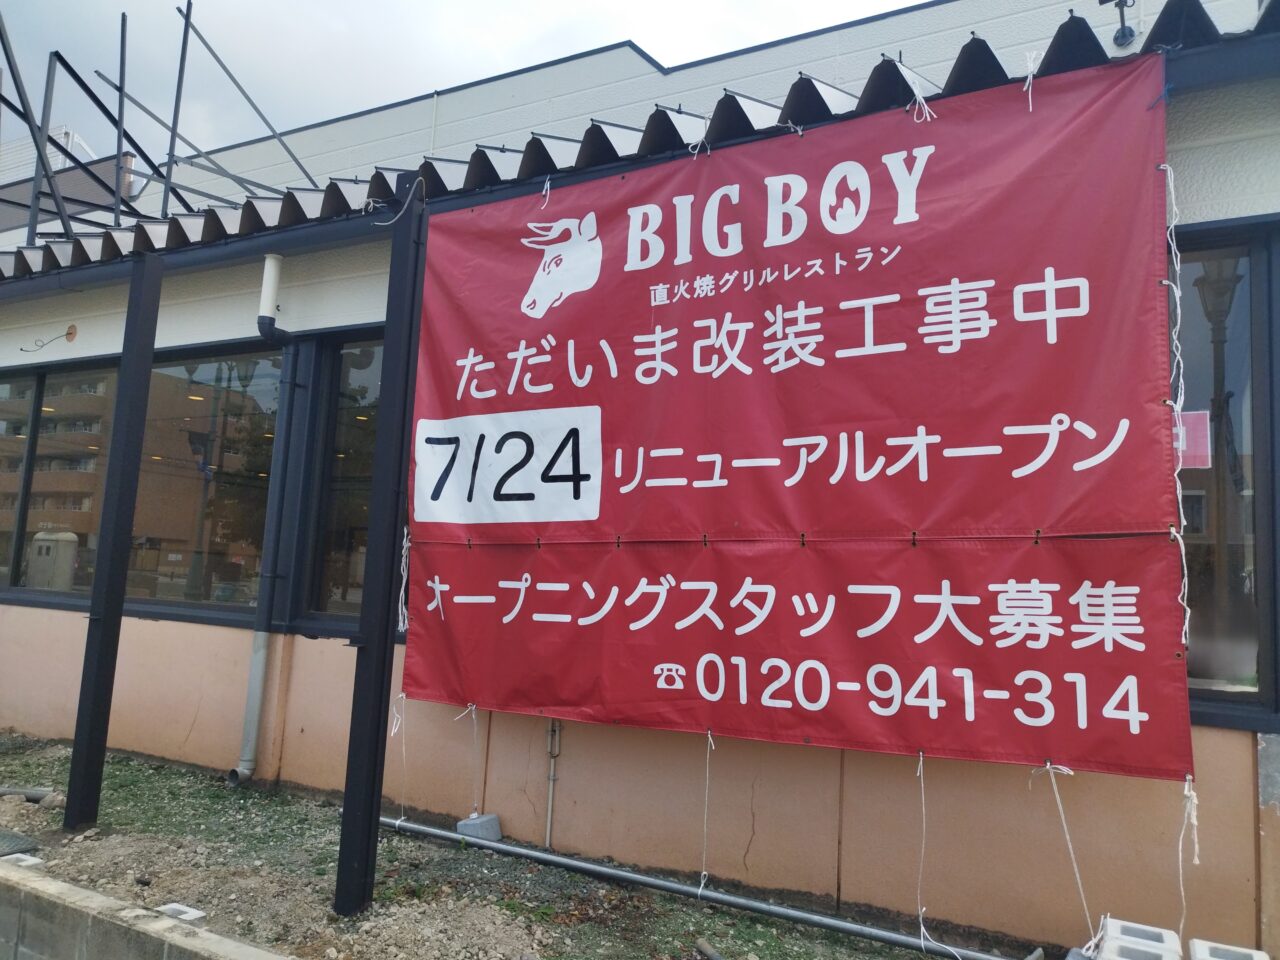 BIG BOY
直火焼グリルレストラン
ただいま改装工事中
7/24 リニューアルオープン
オープニングスタッフ大募集
☎0120-941-314